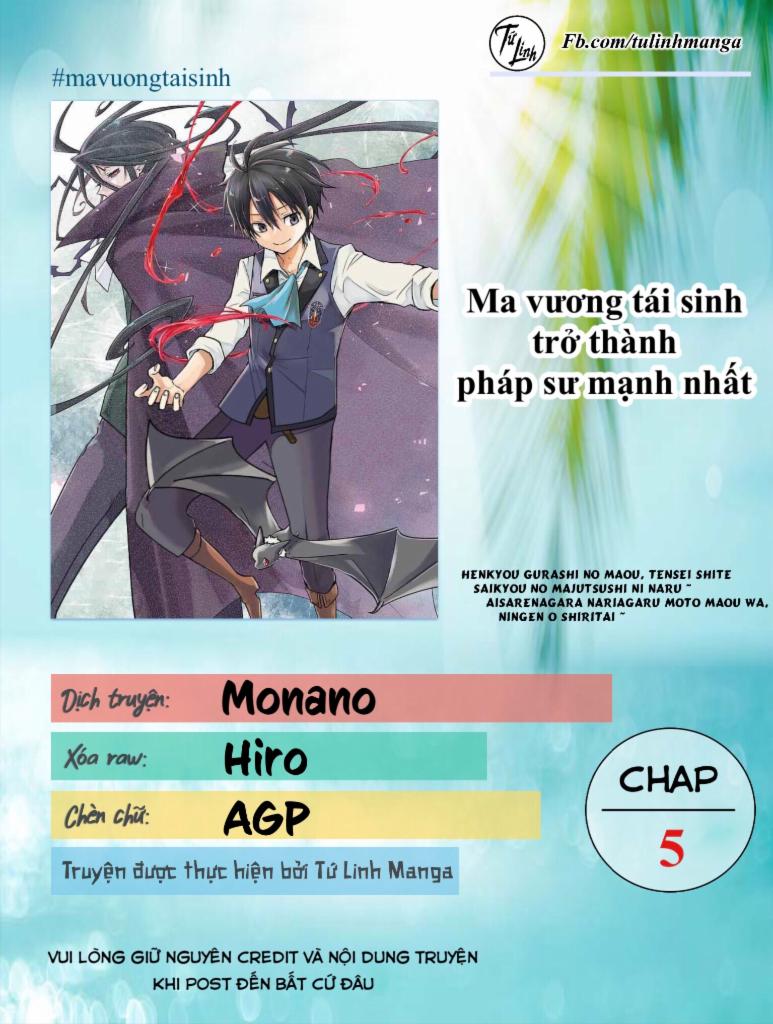 Tứ Linh
Fb.com/tulinhmanga
#mavuongtaisinh
Ma vương tái sinh
trở thành
pháp sư mạnh nhất
HENKYOU GURASHI NO MAOU, TENSEI SHITE
SAIKYOU NO MAJUTSUSHI NI NARU ~
AISARENAGARA NARIAGARU MOTO MAOU WA,
NINGEN O SHIRITAI ~
Dịch truyện: Monano
Xóa raw: Hiro
Chèn chữ: AGP
Truyện được thực hiện bởi Tứ Linh Manga
CHAP
5
VUI LÒNG GIỮ NGUYÊN CREDIT VÀ NỘI DUNG TRUYỆN
KHI POST ĐẾN BẤT CỨ ĐÂU